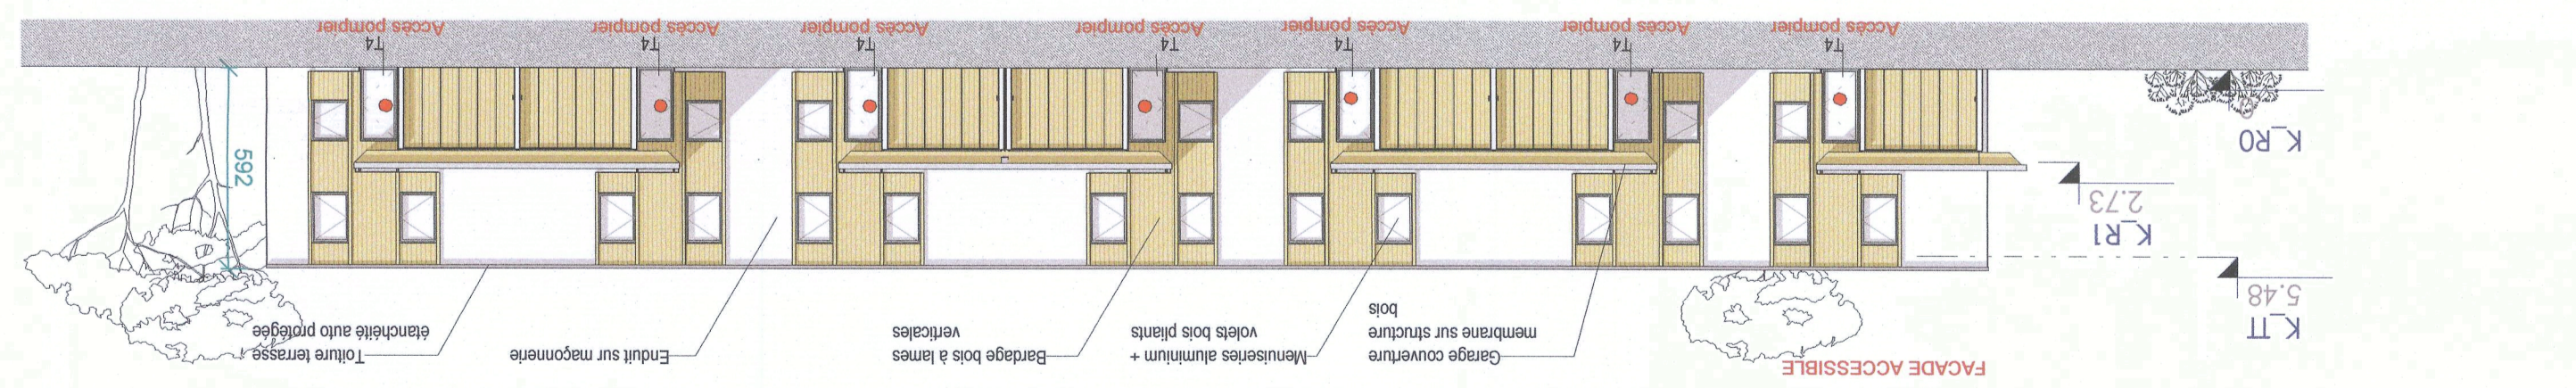 FACADE ACCESSIBLE
K_TT
5.48
K_R1
2.73
K_R0
Garage couverture
membrane sur structure
bois
Menuiseries aluminium +
volets bois pliants
Bardage bois à lames
verticales
Enduit sur maçonnerie
Toiture terrasse
étanchéité auto protégée
592
T4
T4
T4
T4
T4
T4
T4
Accès pompier
Accès pompier
Accès pompier
Accès pompier
Accès pompier
Accès pompier
Accès pompier